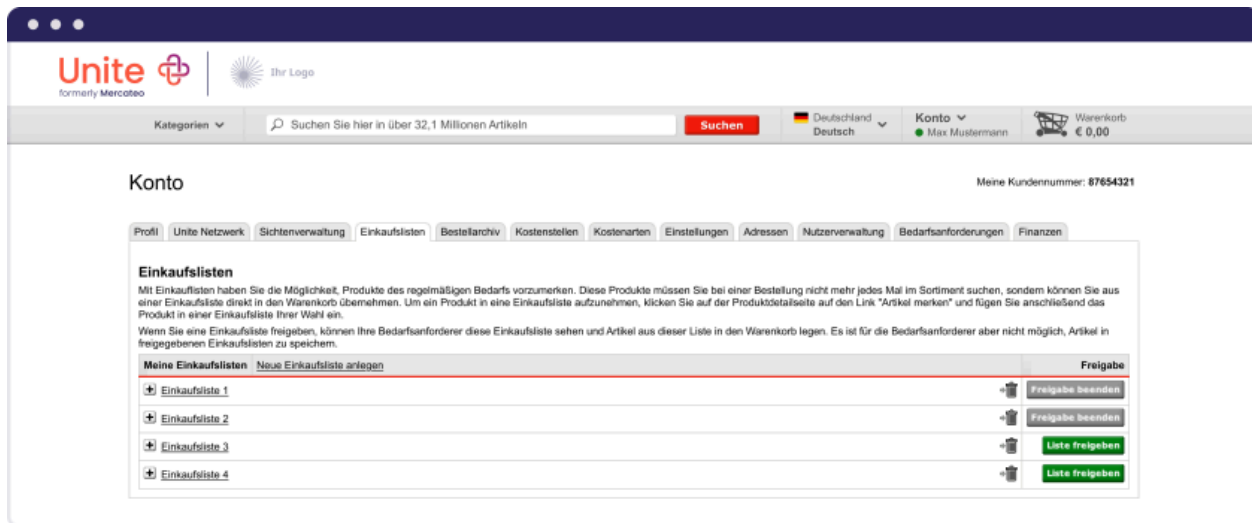 Unite
formerly Mercateo
Ihr Logo
Kategorien
Suchen Sie hier in über 32,1 Millionen Artikeln
Suchen
Deutschland
Deutsch
Konto
Max Mustermann
Warenkorb
€ 0,00
Konto
Meine Kundennummer: 87654321
Profil Unite Netzwerk Sichtenverwaltung Einkaufslisten Bestellarchiv Kostenstellen Kostenarten Einstellungen Adressen Nutzerverwaltung Bedarfsanforderungen Finanzen
Einkaufslisten
Mit Einkauflisten haben Sie die Möglichkeit, Produkte des regelmäßigen Bedarfs vorzumerken. Diese Produkte müssen Sie bei einer Bestellung nicht mehr jedes Mal im Sortiment suchen, sondern können Sie aus
einer Einkaufsliste direkt in den Warenkorb übernehmen. Um ein Produkt in eine Einkaufsliste aufzunehmen, klicken Sie auf der Produktdetailseite auf den Link "Artikel merken" und fügen Sie anschließend das
Produkt in einer Einkaufsliste Ihrer Wahl ein.
Wenn Sie eine Einkaufsliste freigeben, können Ihre Bedarfsanforderer diese Einkaufsliste sehen und Artikel aus dieser Liste in den Warenkorb legen. Es ist für die Bedarfsanforderer aber nicht möglich, Artikel in
freigegebenen Einkaufslisten zu speichern.
Meine Einkaufslisten Neue Einkaufsliste anlegen Freigabe
Einkaufsliste 1 Freigabe beenden
Einkaufsliste 2 Freigabe beenden
Einkaufsliste 3 Liste freigeben
Einkaufsliste 4 Liste freigeben